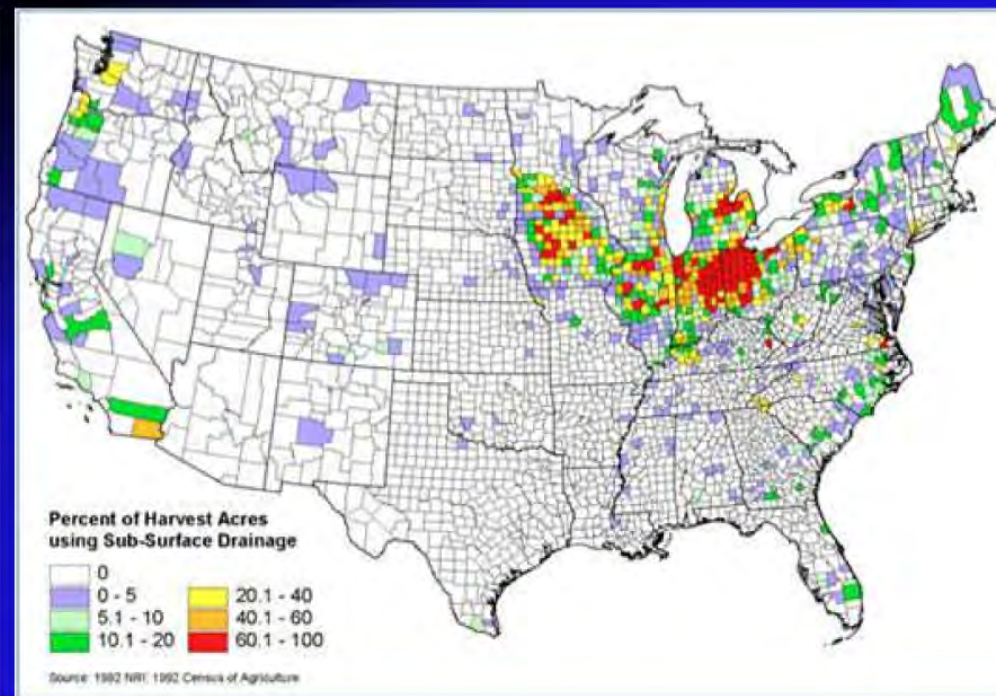 Percent of Harvest Acres
using Sub-Surface Drainage
0
0 - 5
5.1 - 10
10.1 - 20
20.1 - 40
40.1 - 60
60.1 - 100
Source: 1992 NRI; 1992 Census of Agriculture